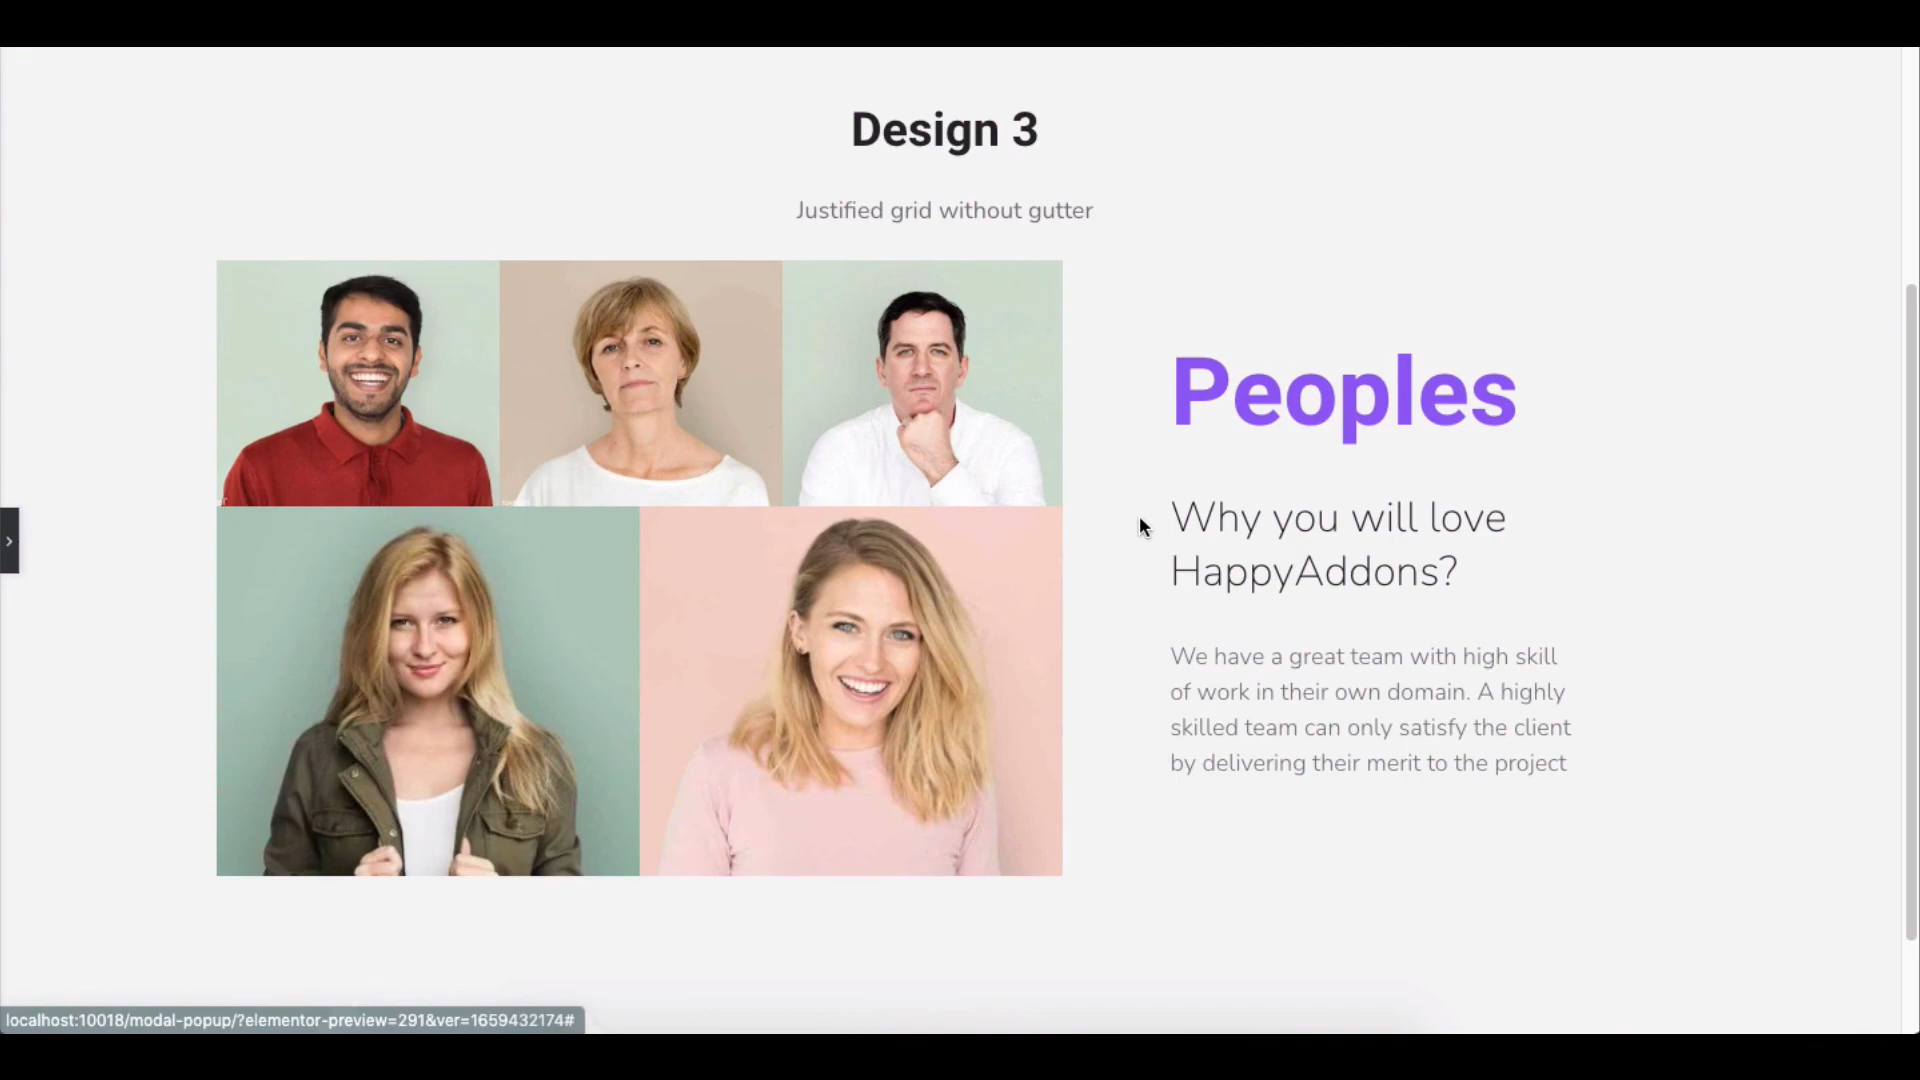 Design 3
Justified grid without gutter
Peoples
Why you will love
HappyAddons?
We have a great team with high skill
of work in their own domain. A highly
skilled team can only satisfy the client
by delivering their merit to the project
localhost:10018/modal-popup/?elementor-preview=291&ver=1659432174#